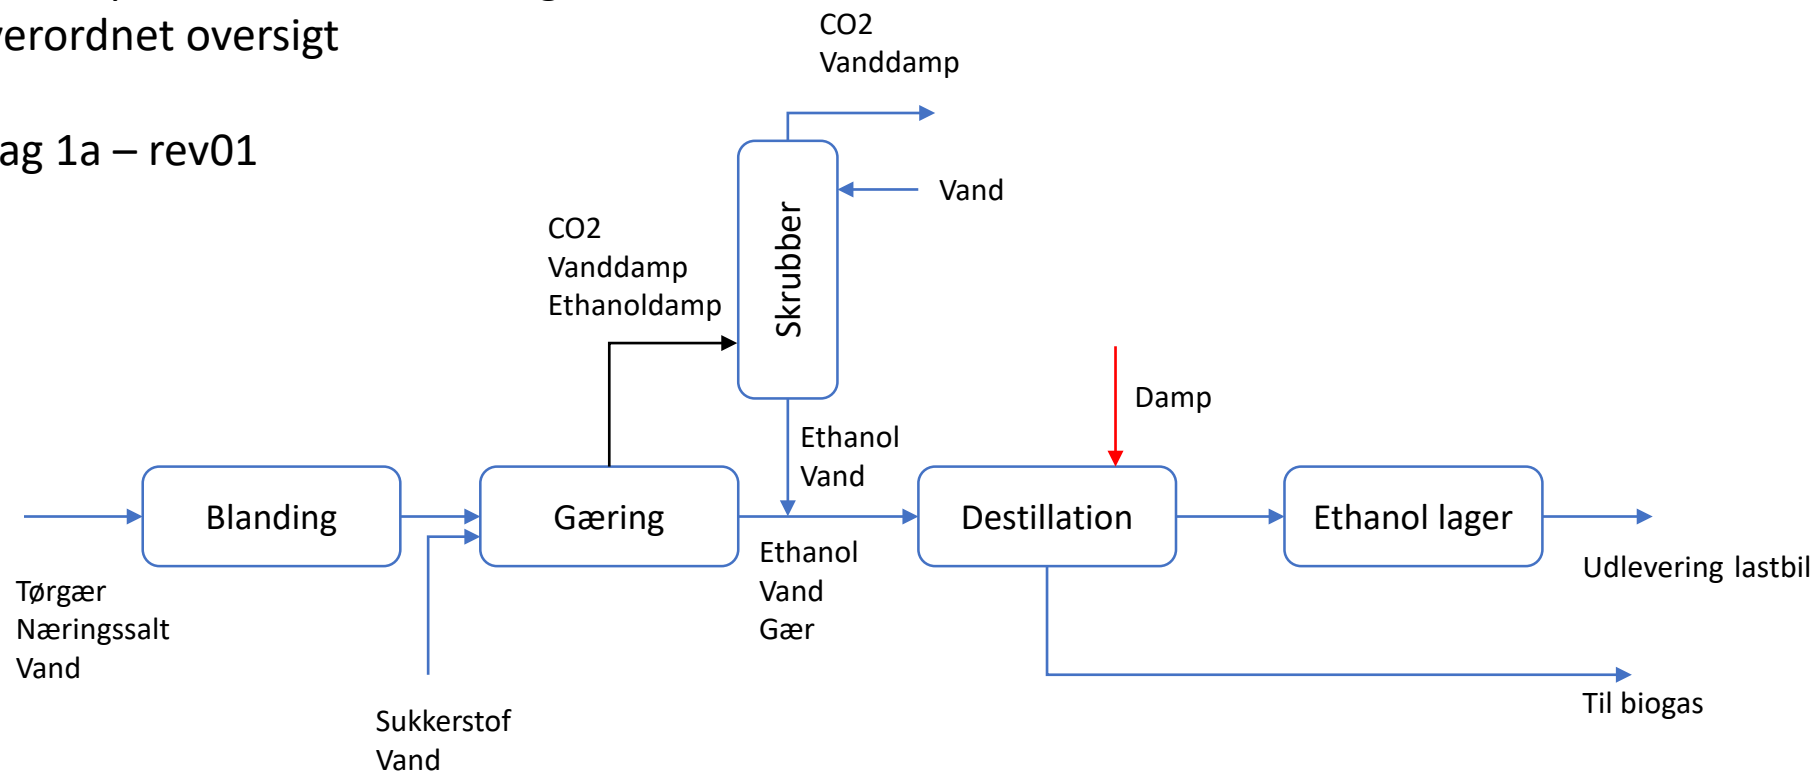 verordnet oversigt
ag 1a – rev01
CO2
Vanddamp
Vand
Skrubber
CO2
Vanddamp
Ethanoldamp
Damp
Ethanol
Vand
Blanding
Gæring
Destillation
Ethanol lager
Ethanol
Vand
Gær
Udlevering lastbil
Tørgær
Næringssalt
Vand
Til biogas
Sukkerstof
Vand